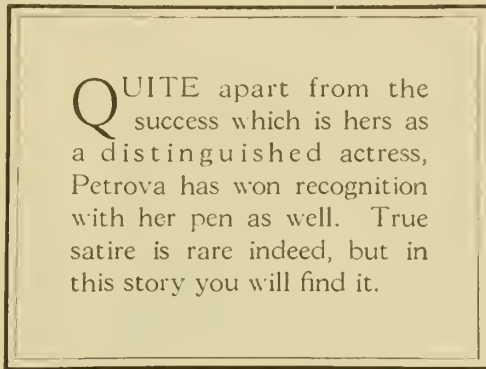 QUITE apart from the
success which is hers as
a distinguished actress,
Petrova has won recognition
with her pen as well. True
satire is rare indeed, but in
this story you will find it.